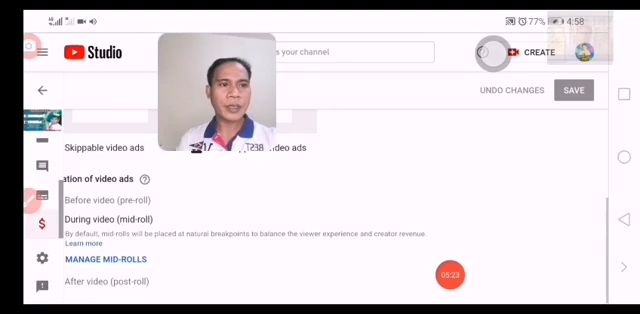 77% 4:58
Studio
s your channel
CREATE
UNDO CHANGES SAVE
Skippable video ads
ideo ads
ation of video ads
Before video (pre-roll)
During video (mid-roll)
By default, mid-rolls will be placed at natural breakpoints to balance the viewer experience and creator revenue.
Learn more
MANAGE MID-ROLLS
After video (post-roll)
05:23